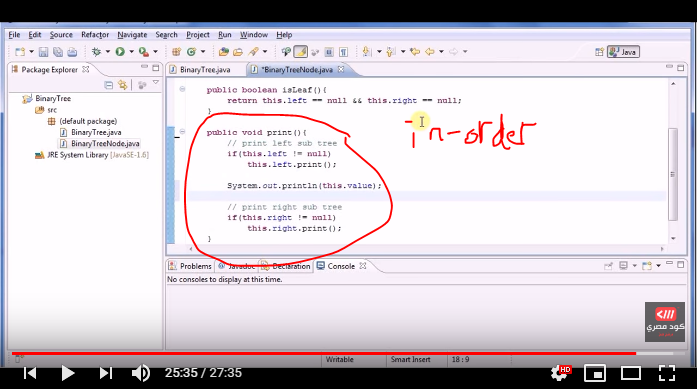 File Edit Source Refactor Navigate Search Project Run Window Help
Java
Package Explorer
BinaryTree
src
(default package)
BinaryTree.java
BinaryTreeNode.java
JRE System Library [JavaSE-1.6]
BinaryTree.java *BinaryTreeNode.java
public boolean isLeaf(){
return this.left == null && this.right == null;
}
public void print(){
// print left sub tree
if(this.left != null)
this.left.print();
System.out.println(this.value);
// print right sub tree
if(this.right != null)
this.right.print();
}
in-order
Problems @ Javadoc Declaration Console
No consoles to display at this time.
كود مصري
Writable Smart Insert 18 : 9
25:35 / 27:35
HD